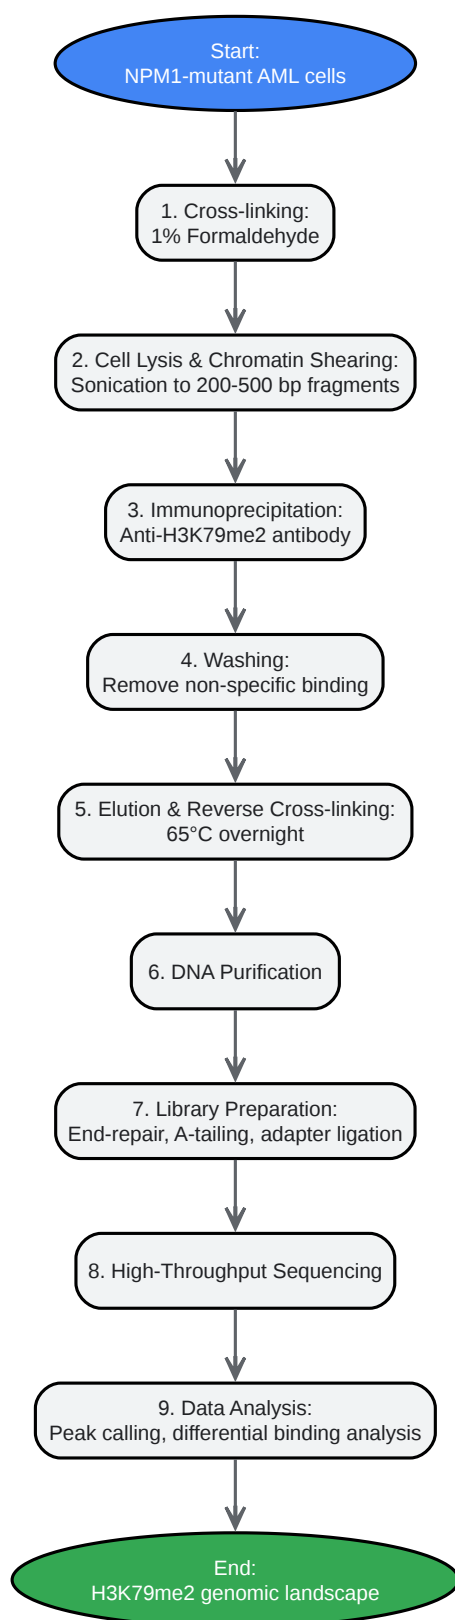 Start:
NPM1-mutant AML cells
1. Cross-linking:
1% Formaldehyde
2. Cell Lysis & Chromatin Shearing:
Sonication to 200-500 bp fragments
3. Immunoprecipitation:
Anti-H3K79me2 antibody
4. Washing:
Remove non-specific binding
5. Elution & Reverse Cross-linking:
65°C overnight
6. DNA Purification
7. Library Preparation:
End-repair, A-tailing, adapter ligation
8. High-Throughput Sequencing
9. Data Analysis:
Peak calling, differential binding analysis
End:
H3K79me2 genomic landscape